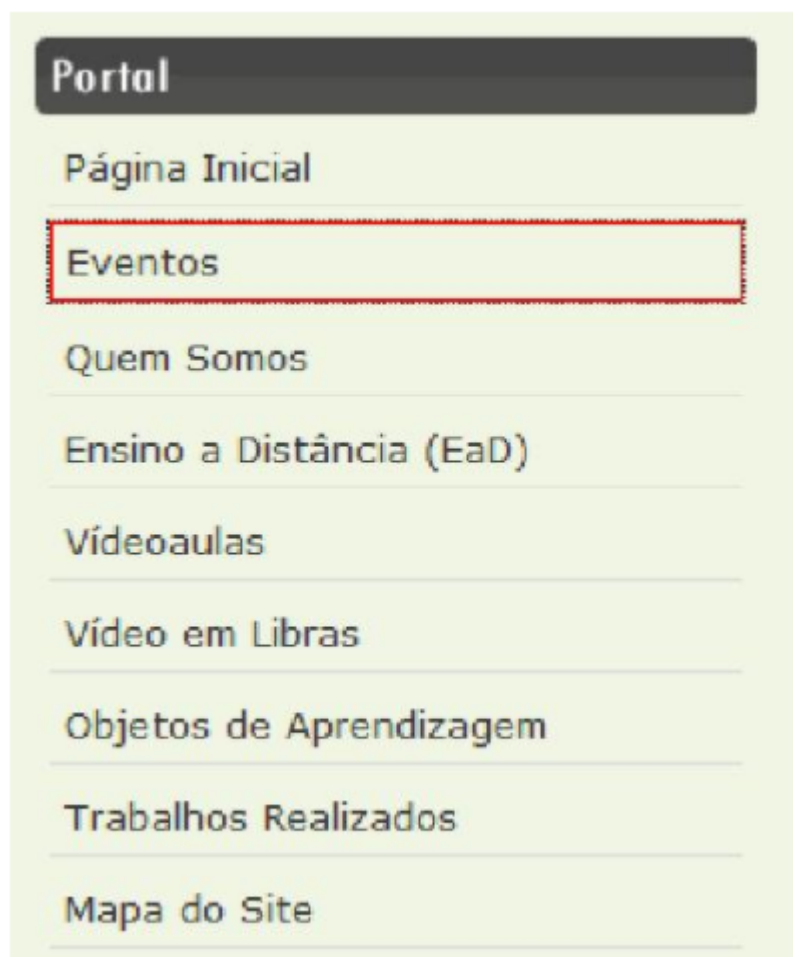 Portal
Página Inicial
Eventos
Quem Somos
Ensino a Distância (EaD)
Vídeoaulas
Vídeo em Libras
Objetos de Aprendizagem
Trabalhos Realizados
Mapa do Site